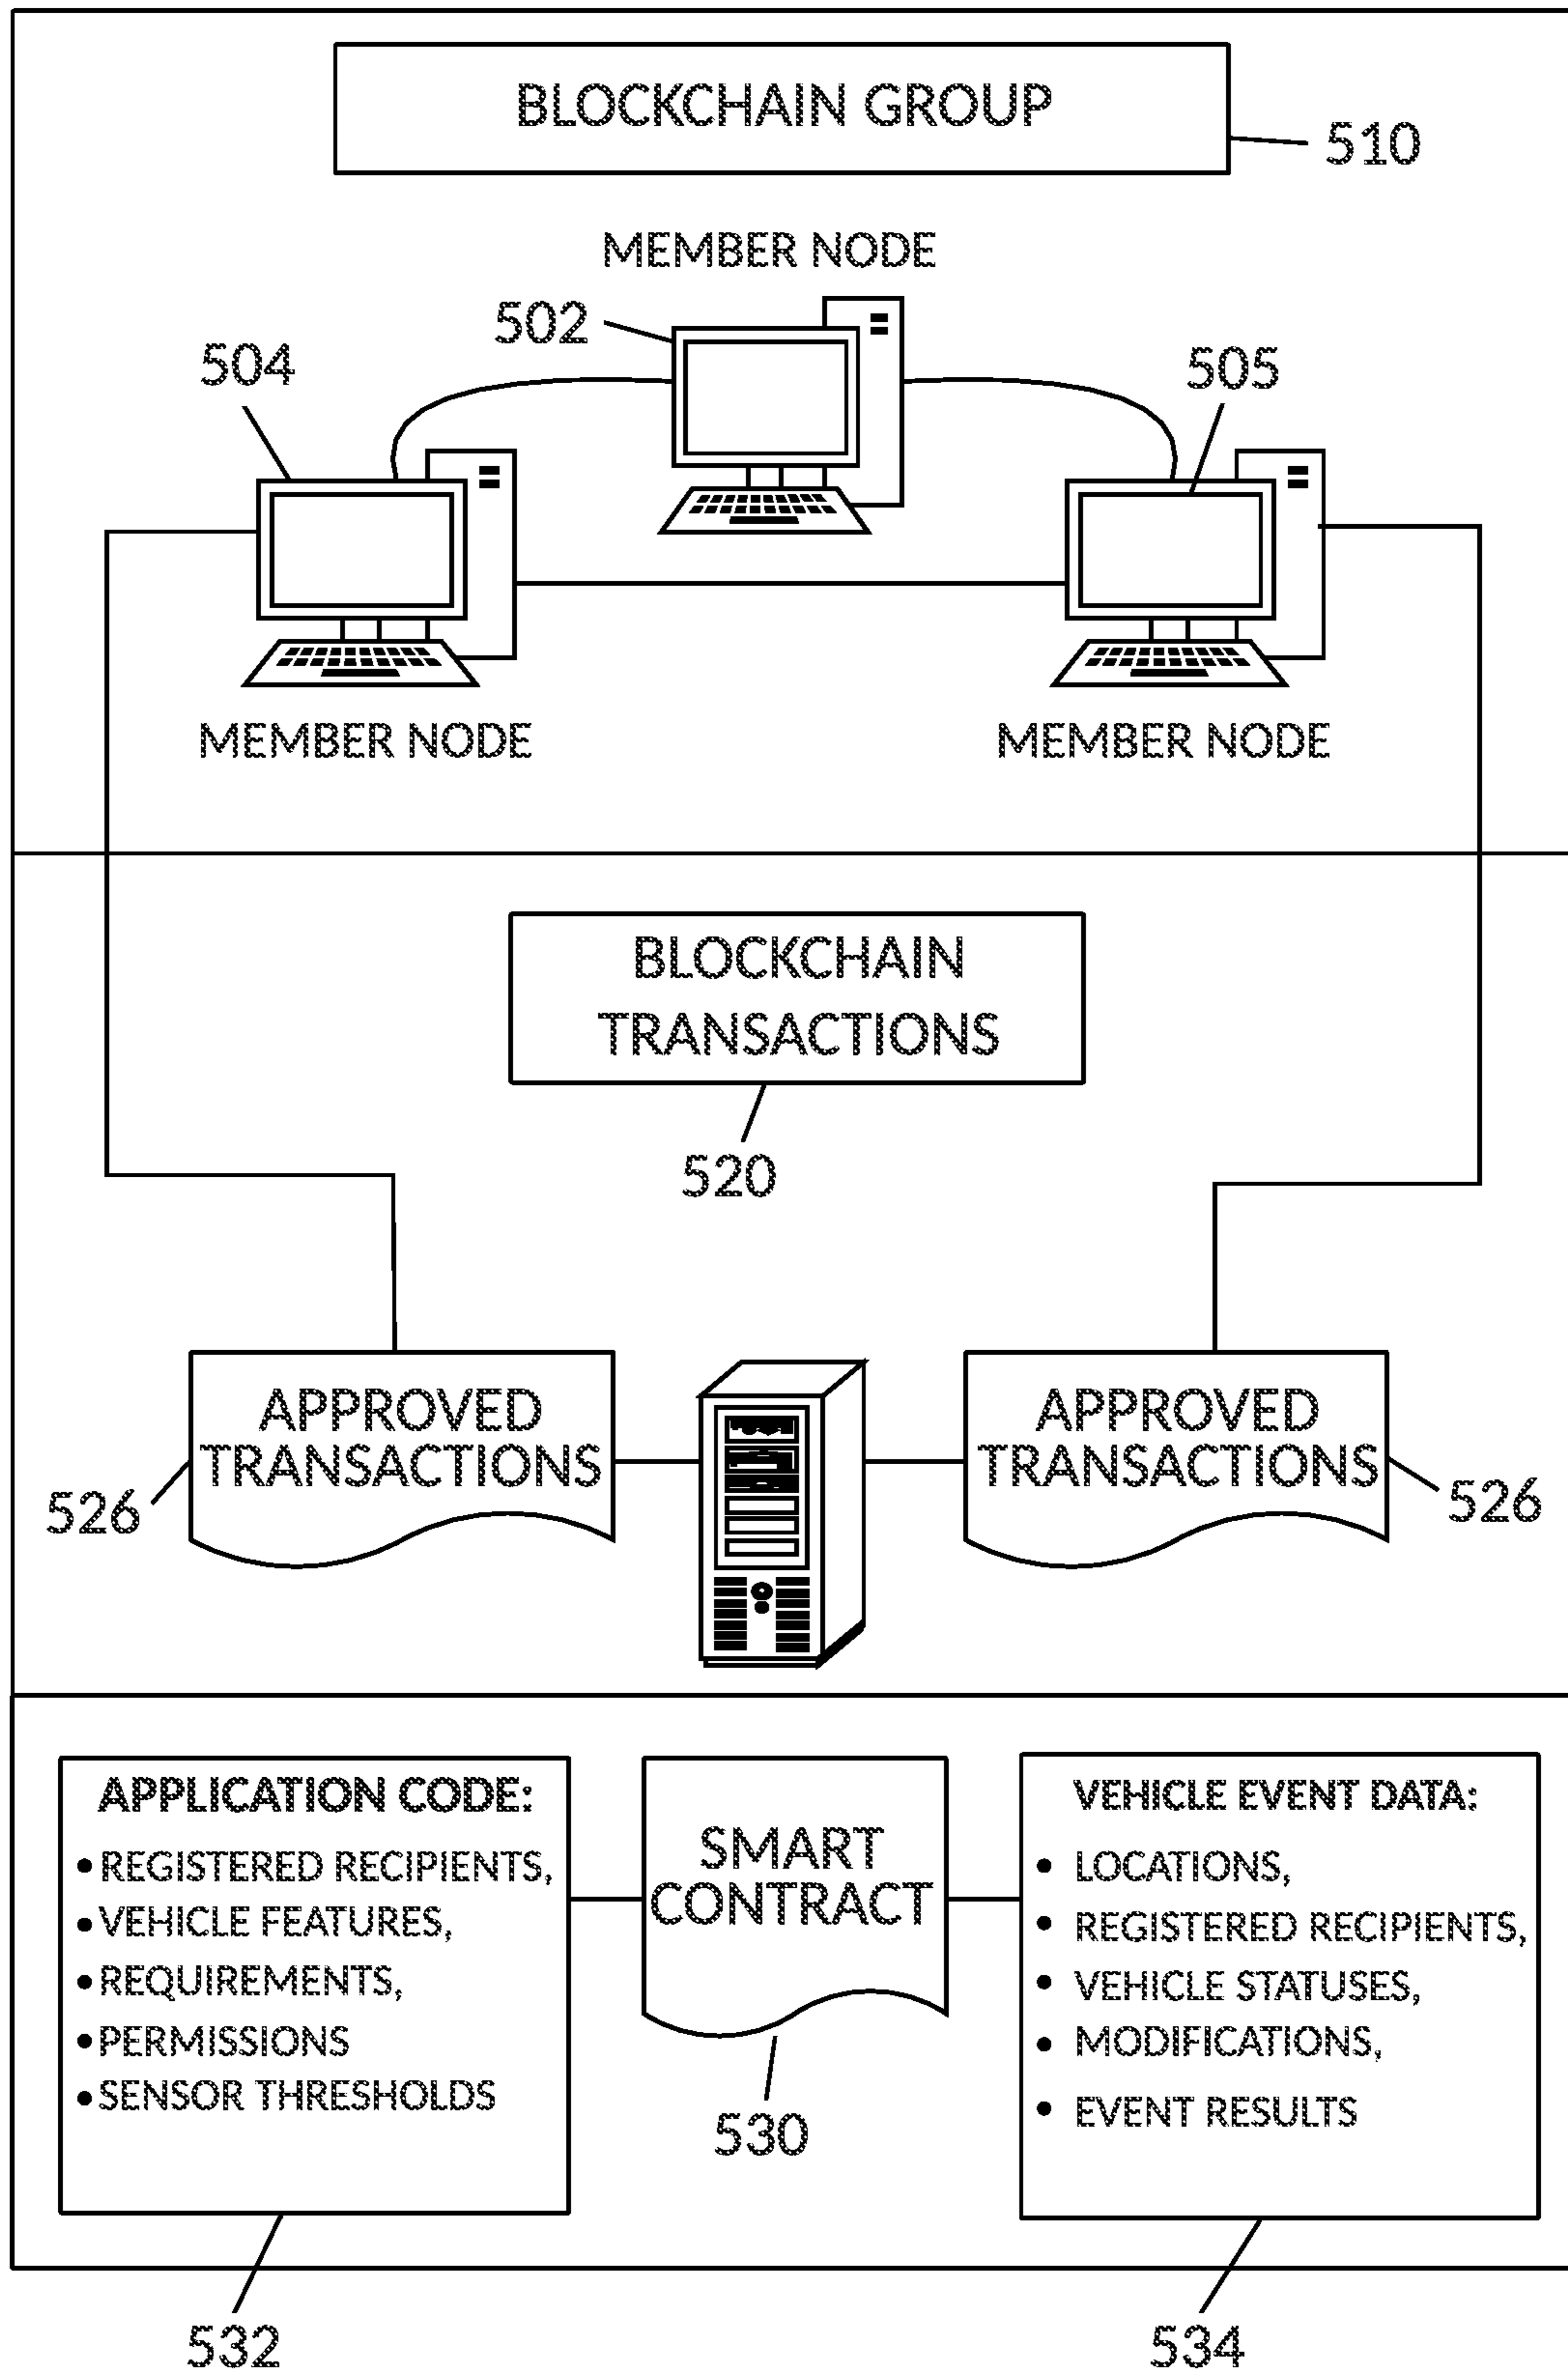 BLOCKCHAIN GROUP
510
MEMBER NODE
502
504
505
MEMBER NODE
MEMBER NODE
BLOCKCHAIN
TRANSACTIONS
520
APPROVED
TRANSACTIONS
526
APPROVED
TRANSACTIONS
526
APPLICATION CODE:
• REGISTERED RECIPIENTS,
• VEHICLE FEATURES,
• REQUIREMENTS,
• PERMISSIONS
• SENSOR THRESHOLDS
SMART
CONTRACT
530
VEHICLE EVENT DATA:
• LOCATIONS,
• REGISTERED RECIPIENTS,
• VEHICLE STATUSES,
• MODIFICATIONS,
• EVENT RESULTS
532
534